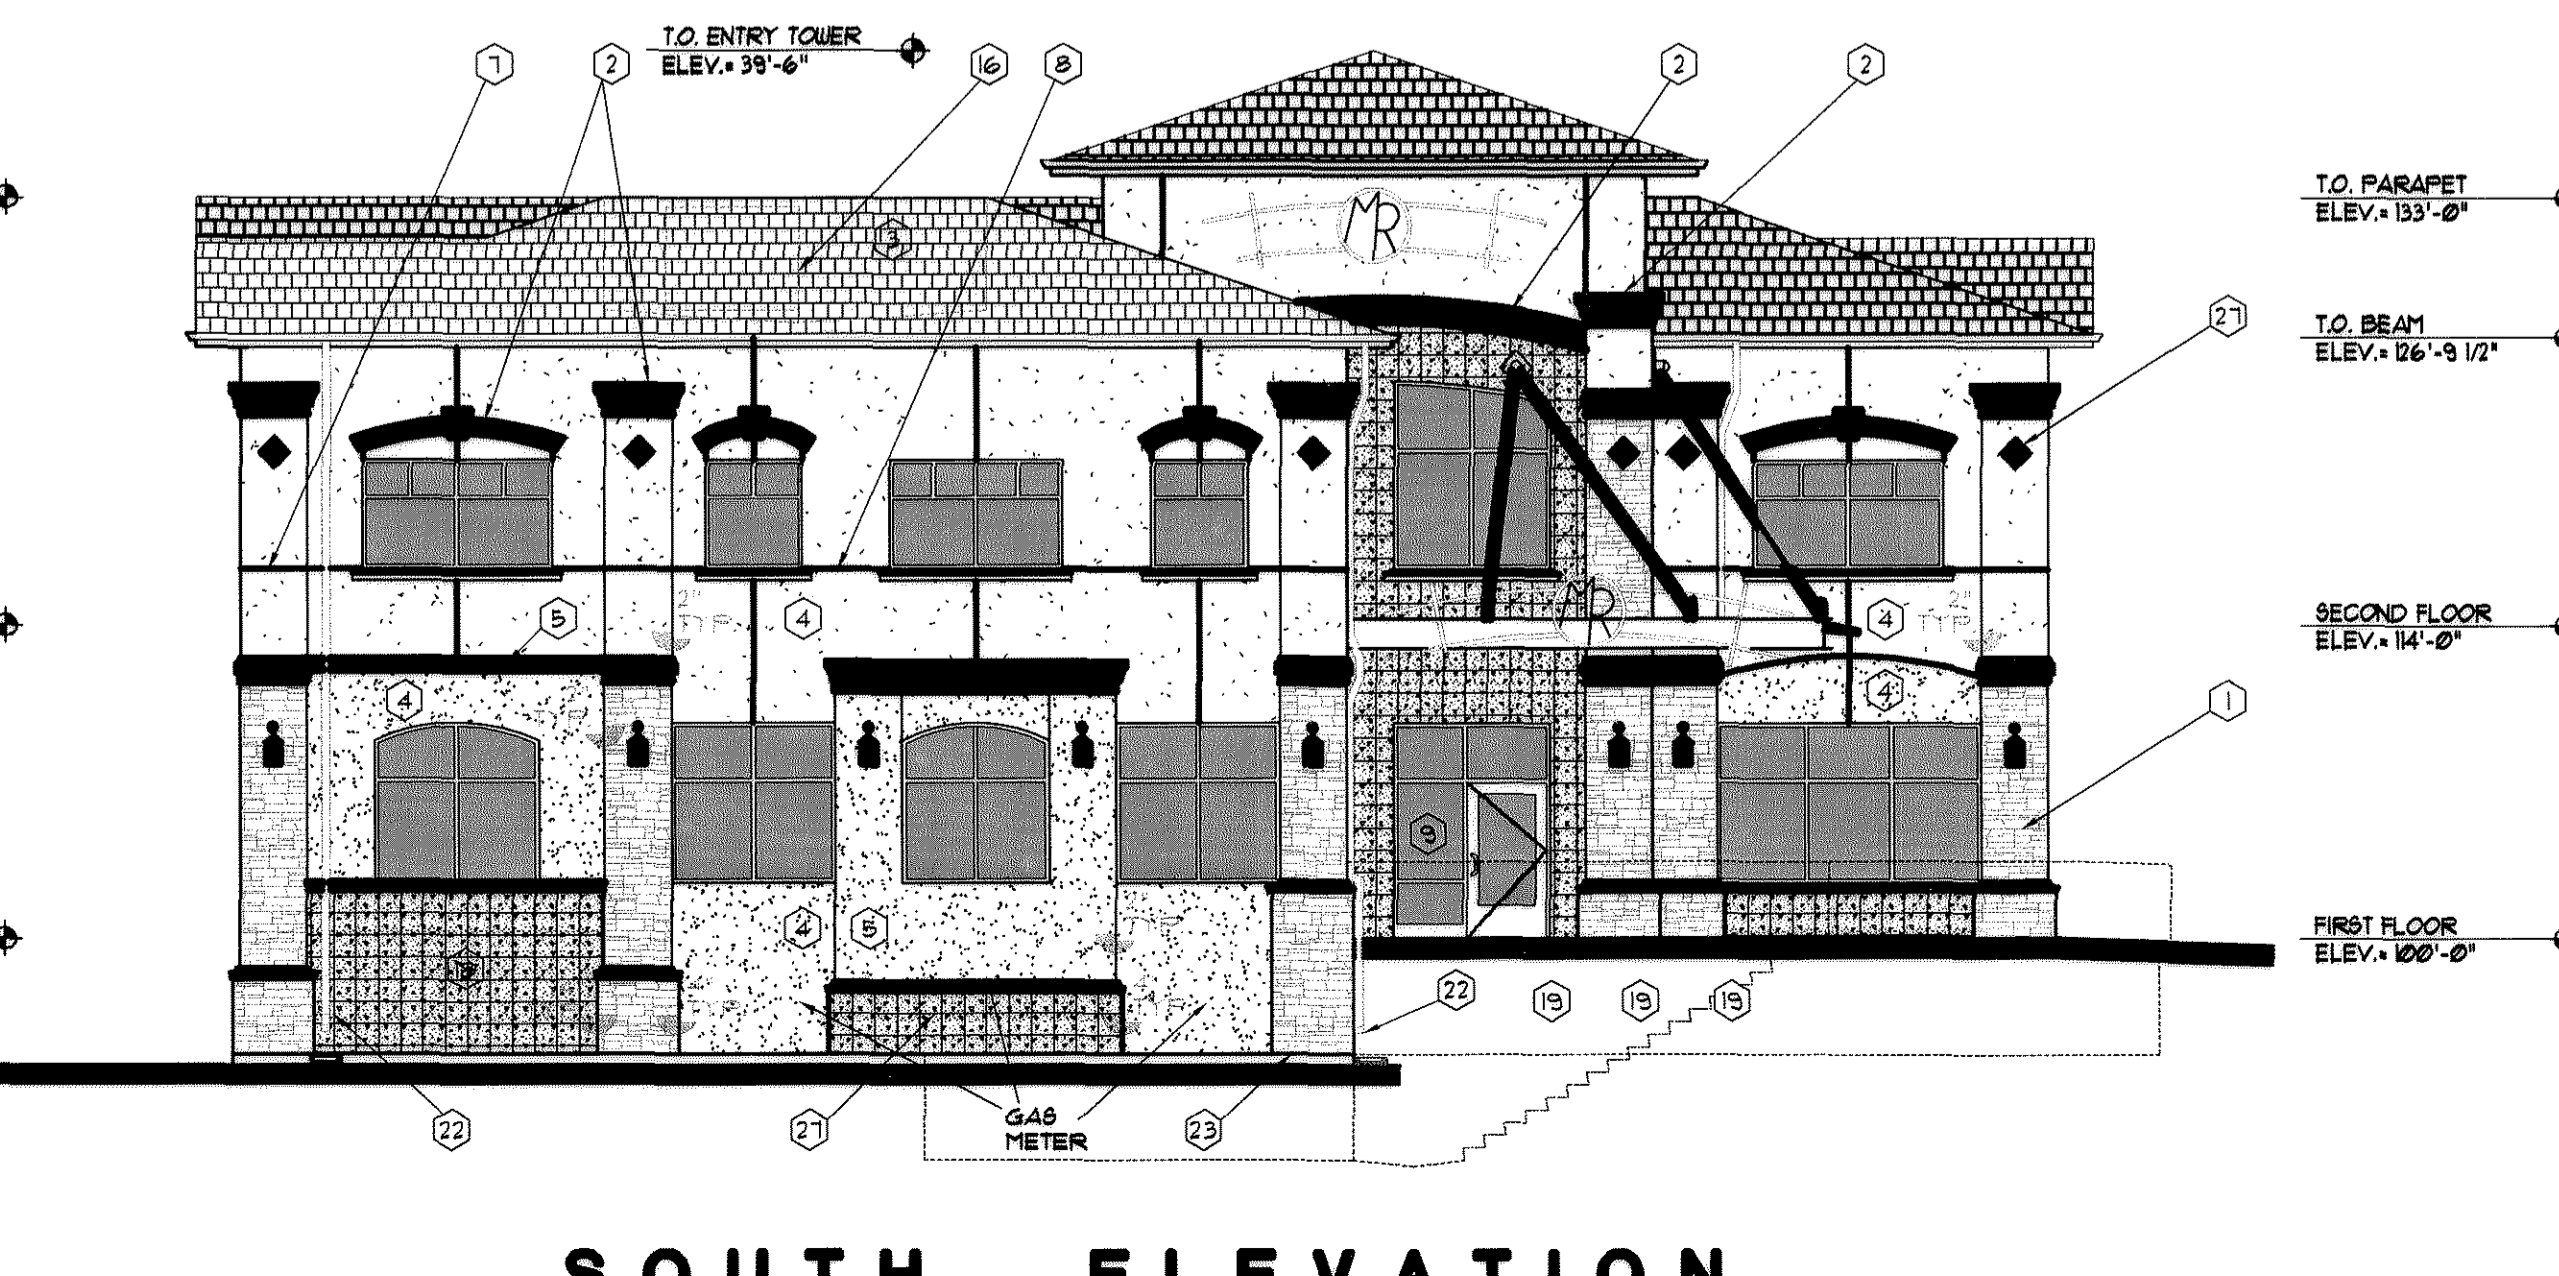 T.O. ENTRY TOWER
ELEV.= 39'-6"
7
2
16
8
2
2
T.O. PARAPET
ELEV.= 133'-0"
MR
3
T.O. BEAM
ELEV.= 126'-9 1/2"
27
SECOND FLOOR
ELEV.= 114'-0"
MR
2"
TYP.
5
4
4
2"
TYP.
4
4
1
9
4
5
FIRST FLOOR
ELEV.= 100'-0"
22
19
19
19
22
27
GAS
METER
23
SOUTH ELEVATION